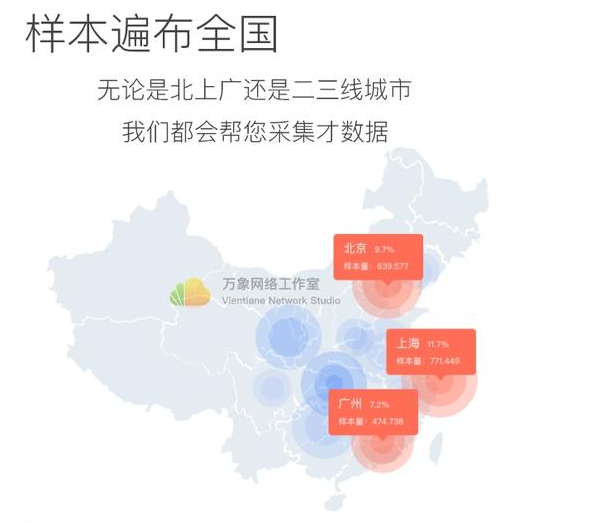 样本遍布全国
无论是北上广还是二三线城市
我们都会帮您采集才数据
北京 9.7%
样本量：639.577
万象网络工作室
Vientiane Network Studio
上海 11.7%
样本量：771.449
广州 7.2%
样本量：474.738